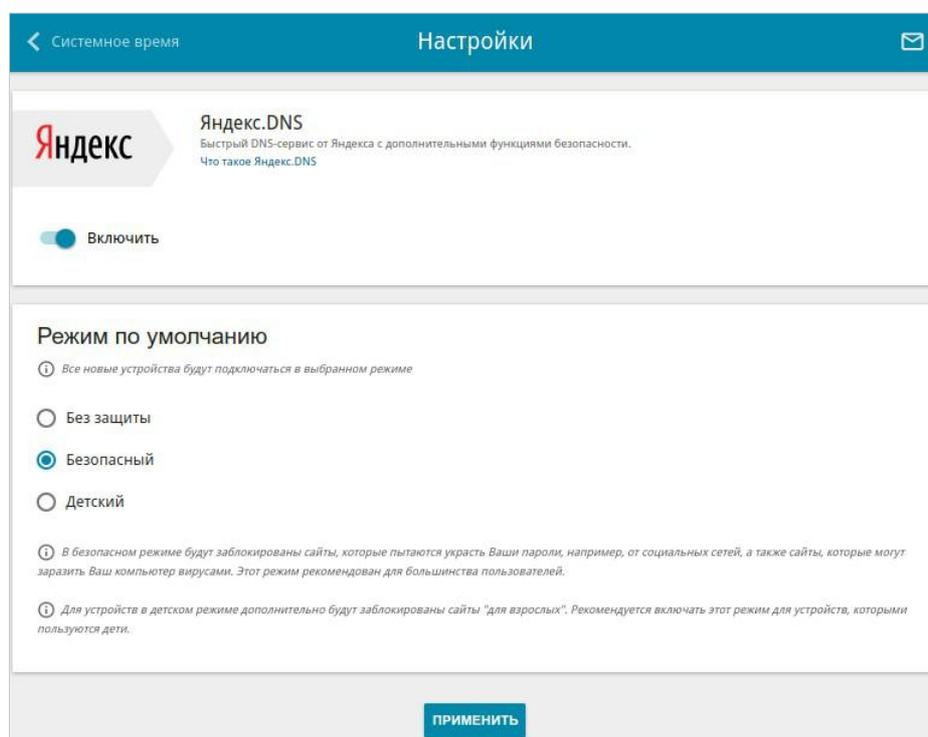 Системное время
Настройки
Яндекс
Яндекс.DNS
Быстрый DNS-сервис от Яндекса с дополнительными функциями безопасности.
Что такое Яндекс.DNS
Включить
Режим по умолчанию
Все новые устройства будут подключаться в выбранном режиме
Без защиты
Безопасный
Детский
В безопасном режиме будут заблокированы сайты, которые пытаются украсть Ваши пароли, например, от социальных сетей, а также сайты, которые могут
заразить Ваш компьютер вирусами. Этот режим рекомендован для большинства пользователей.
Для устройств в детском режиме дополнительно будут заблокированы сайты "для взрослых". Рекомендуется включать этот режим для устройств, которыми
пользуются дети.
ПРИМЕНИТЬ